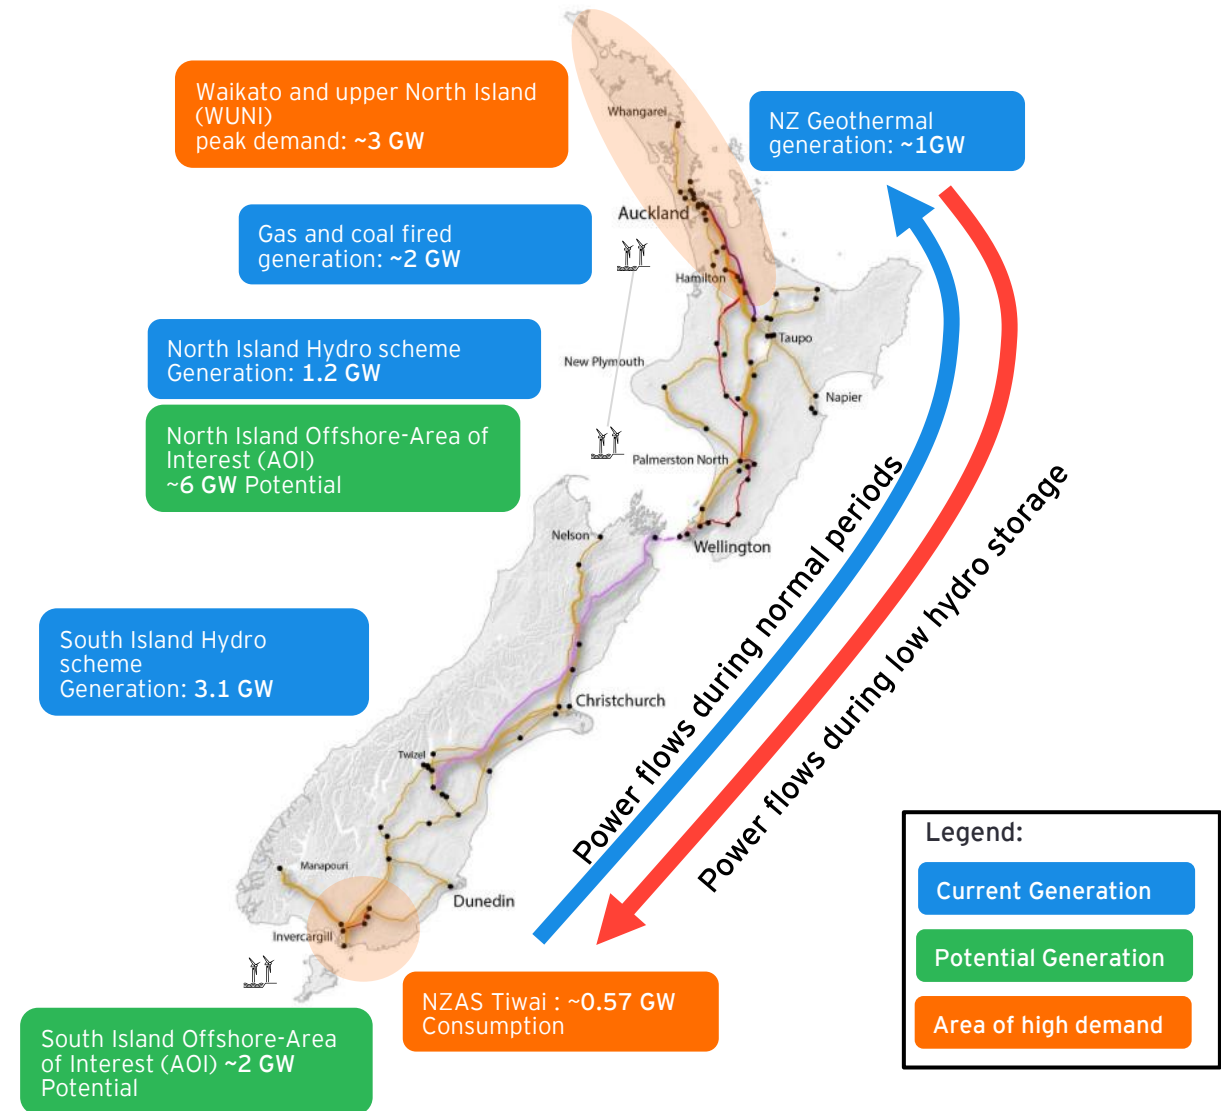 Waikato and upper North Island
(WUNI)
peak demand: ~3 GW
NZ Geothermal
generation: ~1GW
Whangarei
Auckland
Gas and coal fired
generation: ~2 GW
Hamilton
North Island Hydro scheme
Generation: 1.2 GW
Taupo
New Plymouth
Napier
North Island Offshore-Area of
Interest (AOI)
~6 GW Potential
Palmerston North
Nelson
Wellington
Power flows during normal periods
Power flows during low hydro storage
South Island Hydro
scheme
Generation: 3.1 GW
Christchurch
Twizel
Manapouri
Dunedin
Invercargill
NZAS Tiwai : ~0.57 GW
Consumption
South Island Offshore-Area
of Interest (AOI) ~2 GW
Potential
Legend:
Current Generation
Potential Generation
Area of high demand